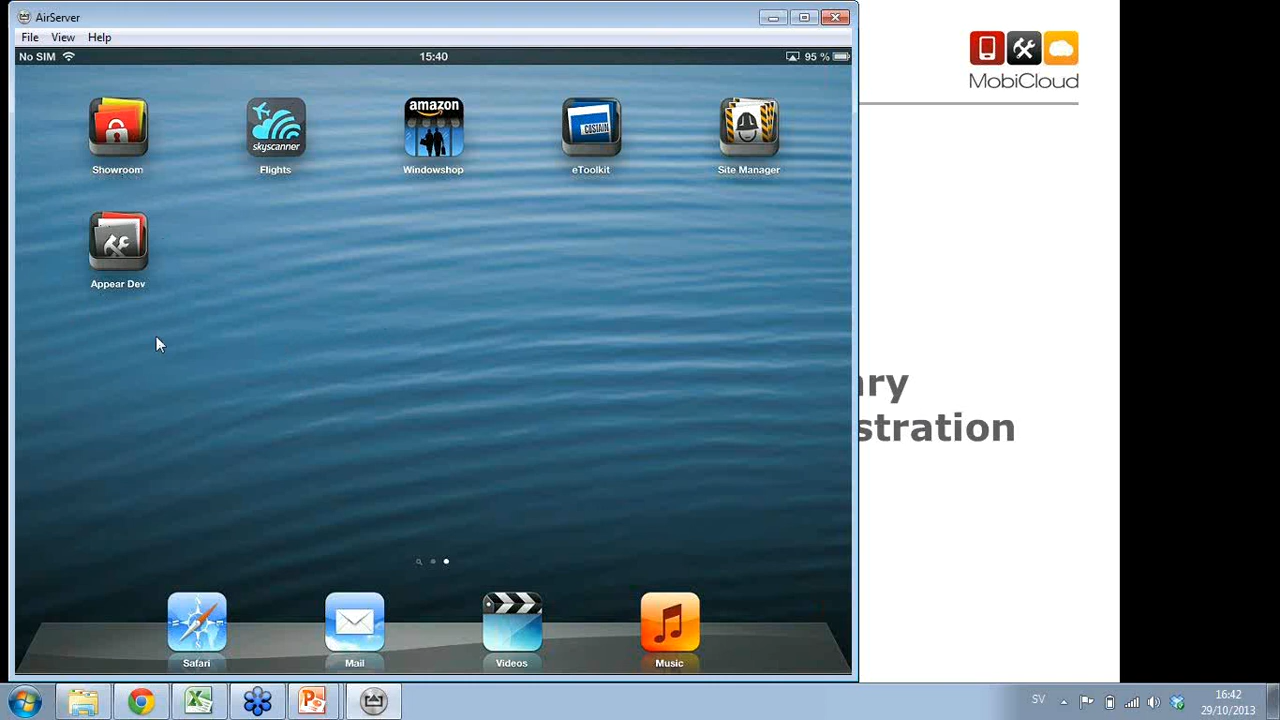 AirServer
File View Help
No SIM 15:40 95 %
MobiCloud
skyscanner
amazon
COSTAIN
Showroom Flights Windowshop eToolkit Site Manager
Appear Dev
ary
stration
Safari Mail Videos Music
SV 16:42
29/10/2013